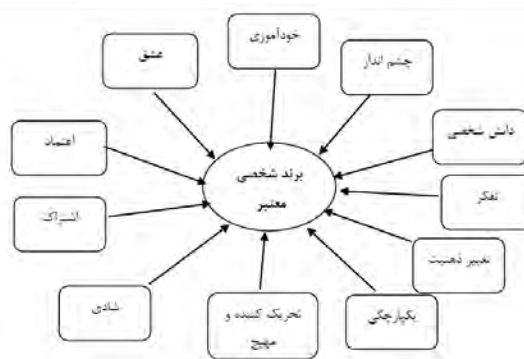 خودآموزی
عشق
چشم انداز
دانش شخصی
اعتماد
برند شخصی
معتبر
تفکر
اشتراک
تغییر ذهنیت
شادی
تحریک کننده و
مهیج
یکپارچگی